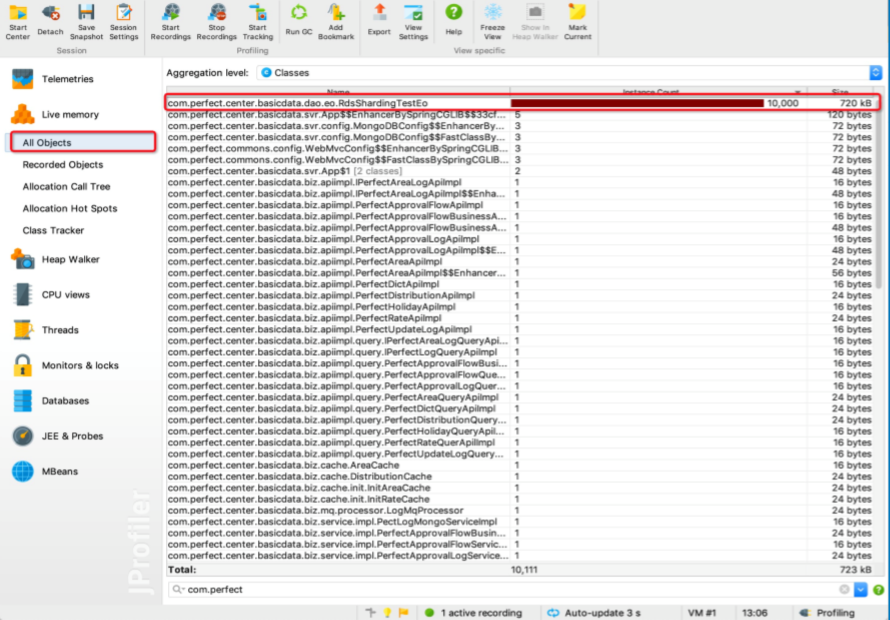 Start Center Detach Save Snapshot Session Settings Start Recordings Stop Recordings Start Tracking Run GC Add Bookmark Export View Settings Help Freeze View Show in Heap Walker Mark Current
Session Profiling View specific
Telemetries
Live memory
All Objects
Recorded Objects
Allocation Call Tree
Allocation Hot Spots
Class Tracker
Heap Walker
CPU views
Threads
Monitors & locks
Databases
JEE & Probes
MBeans
JProfiler
Aggregation level: Classes
Name Instance Count Size
com.perfect.center.basicdata.dao.eo.RdsShardingTestEo 10,000 720 kB
com.perfect.center.basicdata.svr.App$$EnhancerBySpringCGLIB$$33cf... 5 120 bytes
com.perfect.center.basicdata.svr.config.MongoDBConfig$$EnhancerBy... 3 72 bytes
com.perfect.center.basicdata.svr.config.MongoDBConfig$$FastClassBy... 3 72 bytes
com.perfect.commons.config.WebMvcConfig$$EnhancerBySpringCGLIB... 3 72 bytes
com.perfect.commons.config.WebMvcConfig$$FastClassBySpringCGLIB... 3 72 bytes
com.perfect.center.basicdata.svr.App$1 [2 classes] 2 48 bytes
com.perfect.center.basicdata.biz.apiimpl.IPerfectAreaLogApiImpl 1 16 bytes
com.perfect.center.basicdata.biz.apiimpl.IPerfectAreaLogApiImpl$$Enha... 1 48 bytes
com.perfect.center.basicdata.biz.apiimpl.PerfectApprovalFlowApiImpl 1 16 bytes
com.perfect.center.basicdata.biz.apiimpl.PerfectApprovalFlowBusinessA... 1 16 bytes
com.perfect.center.basicdata.biz.apiimpl.PerfectApprovalFlowBusinessA... 1 48 bytes
com.perfect.center.basicdata.biz.apiimpl.PerfectApprovalLogApiImpl 1 16 bytes
com.perfect.center.basicdata.biz.apiimpl.PerfectApprovalLogApiImpl$$E... 1 48 bytes
com.perfect.center.basicdata.biz.apiimpl.PerfectAreaApiImpl 1 24 bytes
com.perfect.center.basicdata.biz.apiimpl.PerfectAreaApiImpl$$Enhancer... 1 56 bytes
com.perfect.center.basicdata.biz.apiimpl.PerfectDictApiImpl 1 16 bytes
com.perfect.center.basicdata.biz.apiimpl.PerfectDistributionApiImpl 1 24 bytes
com.perfect.center.basicdata.biz.apiimpl.PerfectHolidayApiImpl 1 16 bytes
com.perfect.center.basicdata.biz.apiimpl.PerfectRateApiImpl 1 24 bytes
com.perfect.center.basicdata.biz.apiimpl.PerfectUpdateLogApiImpl 1 16 bytes
com.perfect.center.basicdata.biz.apiimpl.query.IPerfectAreaLogQueryApi... 1 16 bytes
com.perfect.center.basicdata.biz.apiimpl.query.IPerfectLogQueryApiImpl 1 16 bytes
com.perfect.center.basicdata.biz.apiimpl.query.PerfectApprovalFlowBusi... 1 16 bytes
com.perfect.center.basicdata.biz.apiimpl.query.PerfectApprovalFlowQue... 1 24 bytes
com.perfect.center.basicdata.biz.apiimpl.query.PerfectApprovalLogQuer... 1 16 bytes
com.perfect.center.basicdata.biz.apiimpl.query.PerfectAreaQueryApiImpl 1 24 bytes
com.perfect.center.basicdata.biz.apiimpl.query.PerfectDictQueryApiImpl 1 24 bytes
com.perfect.center.basicdata.biz.apiimpl.query.PerfectDistributionQuery... 1 24 bytes
com.perfect.center.basicdata.biz.apiimpl.query.PerfectHolidayQueryApiI... 1 16 bytes
com.perfect.center.basicdata.biz.apiimpl.query.PerfectRateQuerApiIImpl 1 24 bytes
com.perfect.center.basicdata.biz.apiimpl.query.PerfectUpdateLogQuery... 1 24 bytes
com.perfect.center.basicdata.biz.cache.AreaCache 1 16 bytes
com.perfect.center.basicdata.biz.cache.DistributionCache 1 24 bytes
com.perfect.center.basicdata.biz.cache.init.InitAreaCache 1 24 bytes
com.perfect.center.basicdata.biz.cache.init.InitRateCache 1 24 bytes
com.perfect.center.basicdata.biz.mq.processor.LogMqProcessor 1 24 bytes
com.perfect.center.basicdata.biz.service.impl.PectLogMongoServiceImpl 1 16 bytes
com.perfect.center.basicdata.biz.service.impl.PerfectApprovalFlowBusin... 1 24 bytes
com.perfect.center.basicdata.biz.service.impl.PerfectApprovalFlowServic... 1 16 bytes
com.perfect.center.basicdata.biz.service.impl.PerfectApprovalLogService... 1 24 bytes
Total: 10,111 723 kB
com.perfect
1 active recording Auto-update 3 s VM #1 13:06 Profiling